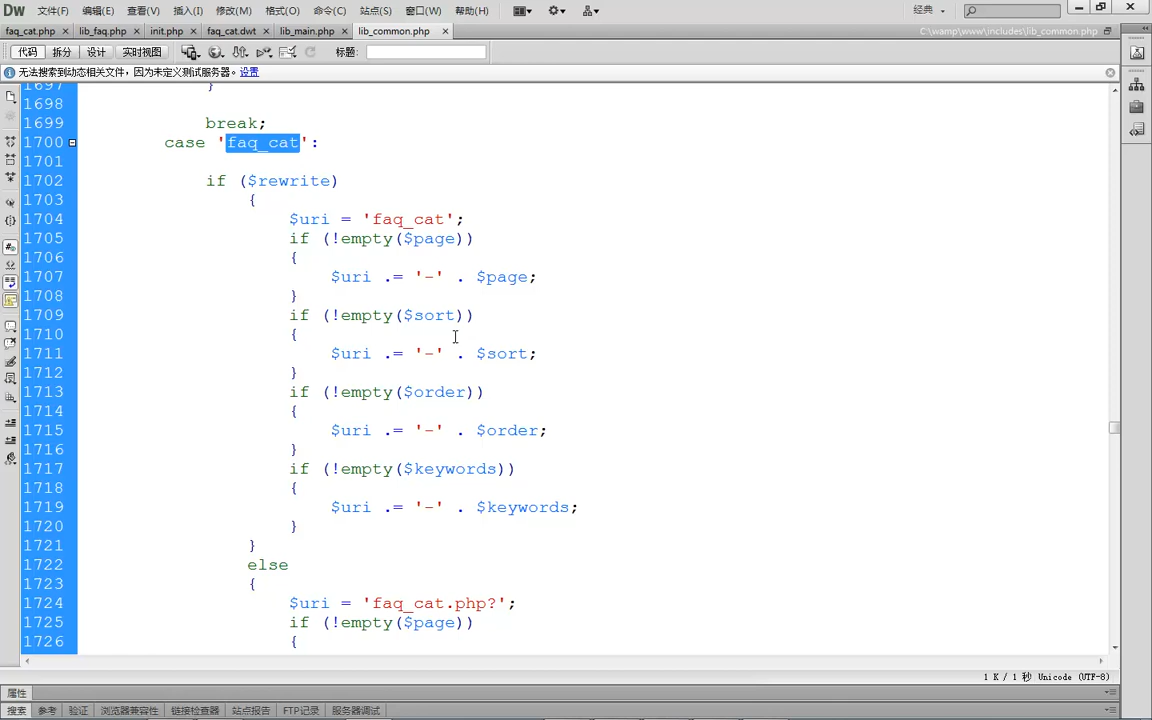 Dw 文件(F) 编辑(E) 查看(V) 插入(I) 修改(M) 格式(O) 命令(C) 站点(S) 窗口(W) 帮助(H) 经典
faq_cat.php × lib_faq.php × init.php × faq_cat.dwt × lib_main.php × lib_common.php × C:\wamp\www\includes\lib_common.php
代码 拆分 设计 实时视图 标题:
无法搜索到动态相关文件，因为未定义测试服务器。设置
1697 }
1698
1699 break;
1700 case 'faq_cat':
1701
1702 if ($rewrite)
1703 {
1704 $uri = 'faq_cat';
1705 if (!empty($page))
1706 {
1707 $uri .= '-' . $page;
1708 }
1709 if (!empty($sort))
1710 {
1711 $uri .= '-' . $sort;
1712 }
1713 if (!empty($order))
1714 {
1715 $uri .= '-' . $order;
1716 }
1717 if (!empty($keywords))
1718 {
1719 $uri .= '-' . $keywords;
1720 }
1721 }
1722 else
1723 {
1724 $uri = 'faq_cat.php?';
1725 if (!empty($page))
1726 {
1 K / 1 秒 Unicode (UTF-8)
属性
搜索 参考 验证 浏览器兼容性 链接检查器 站点报告 FTP记录 服务器调试